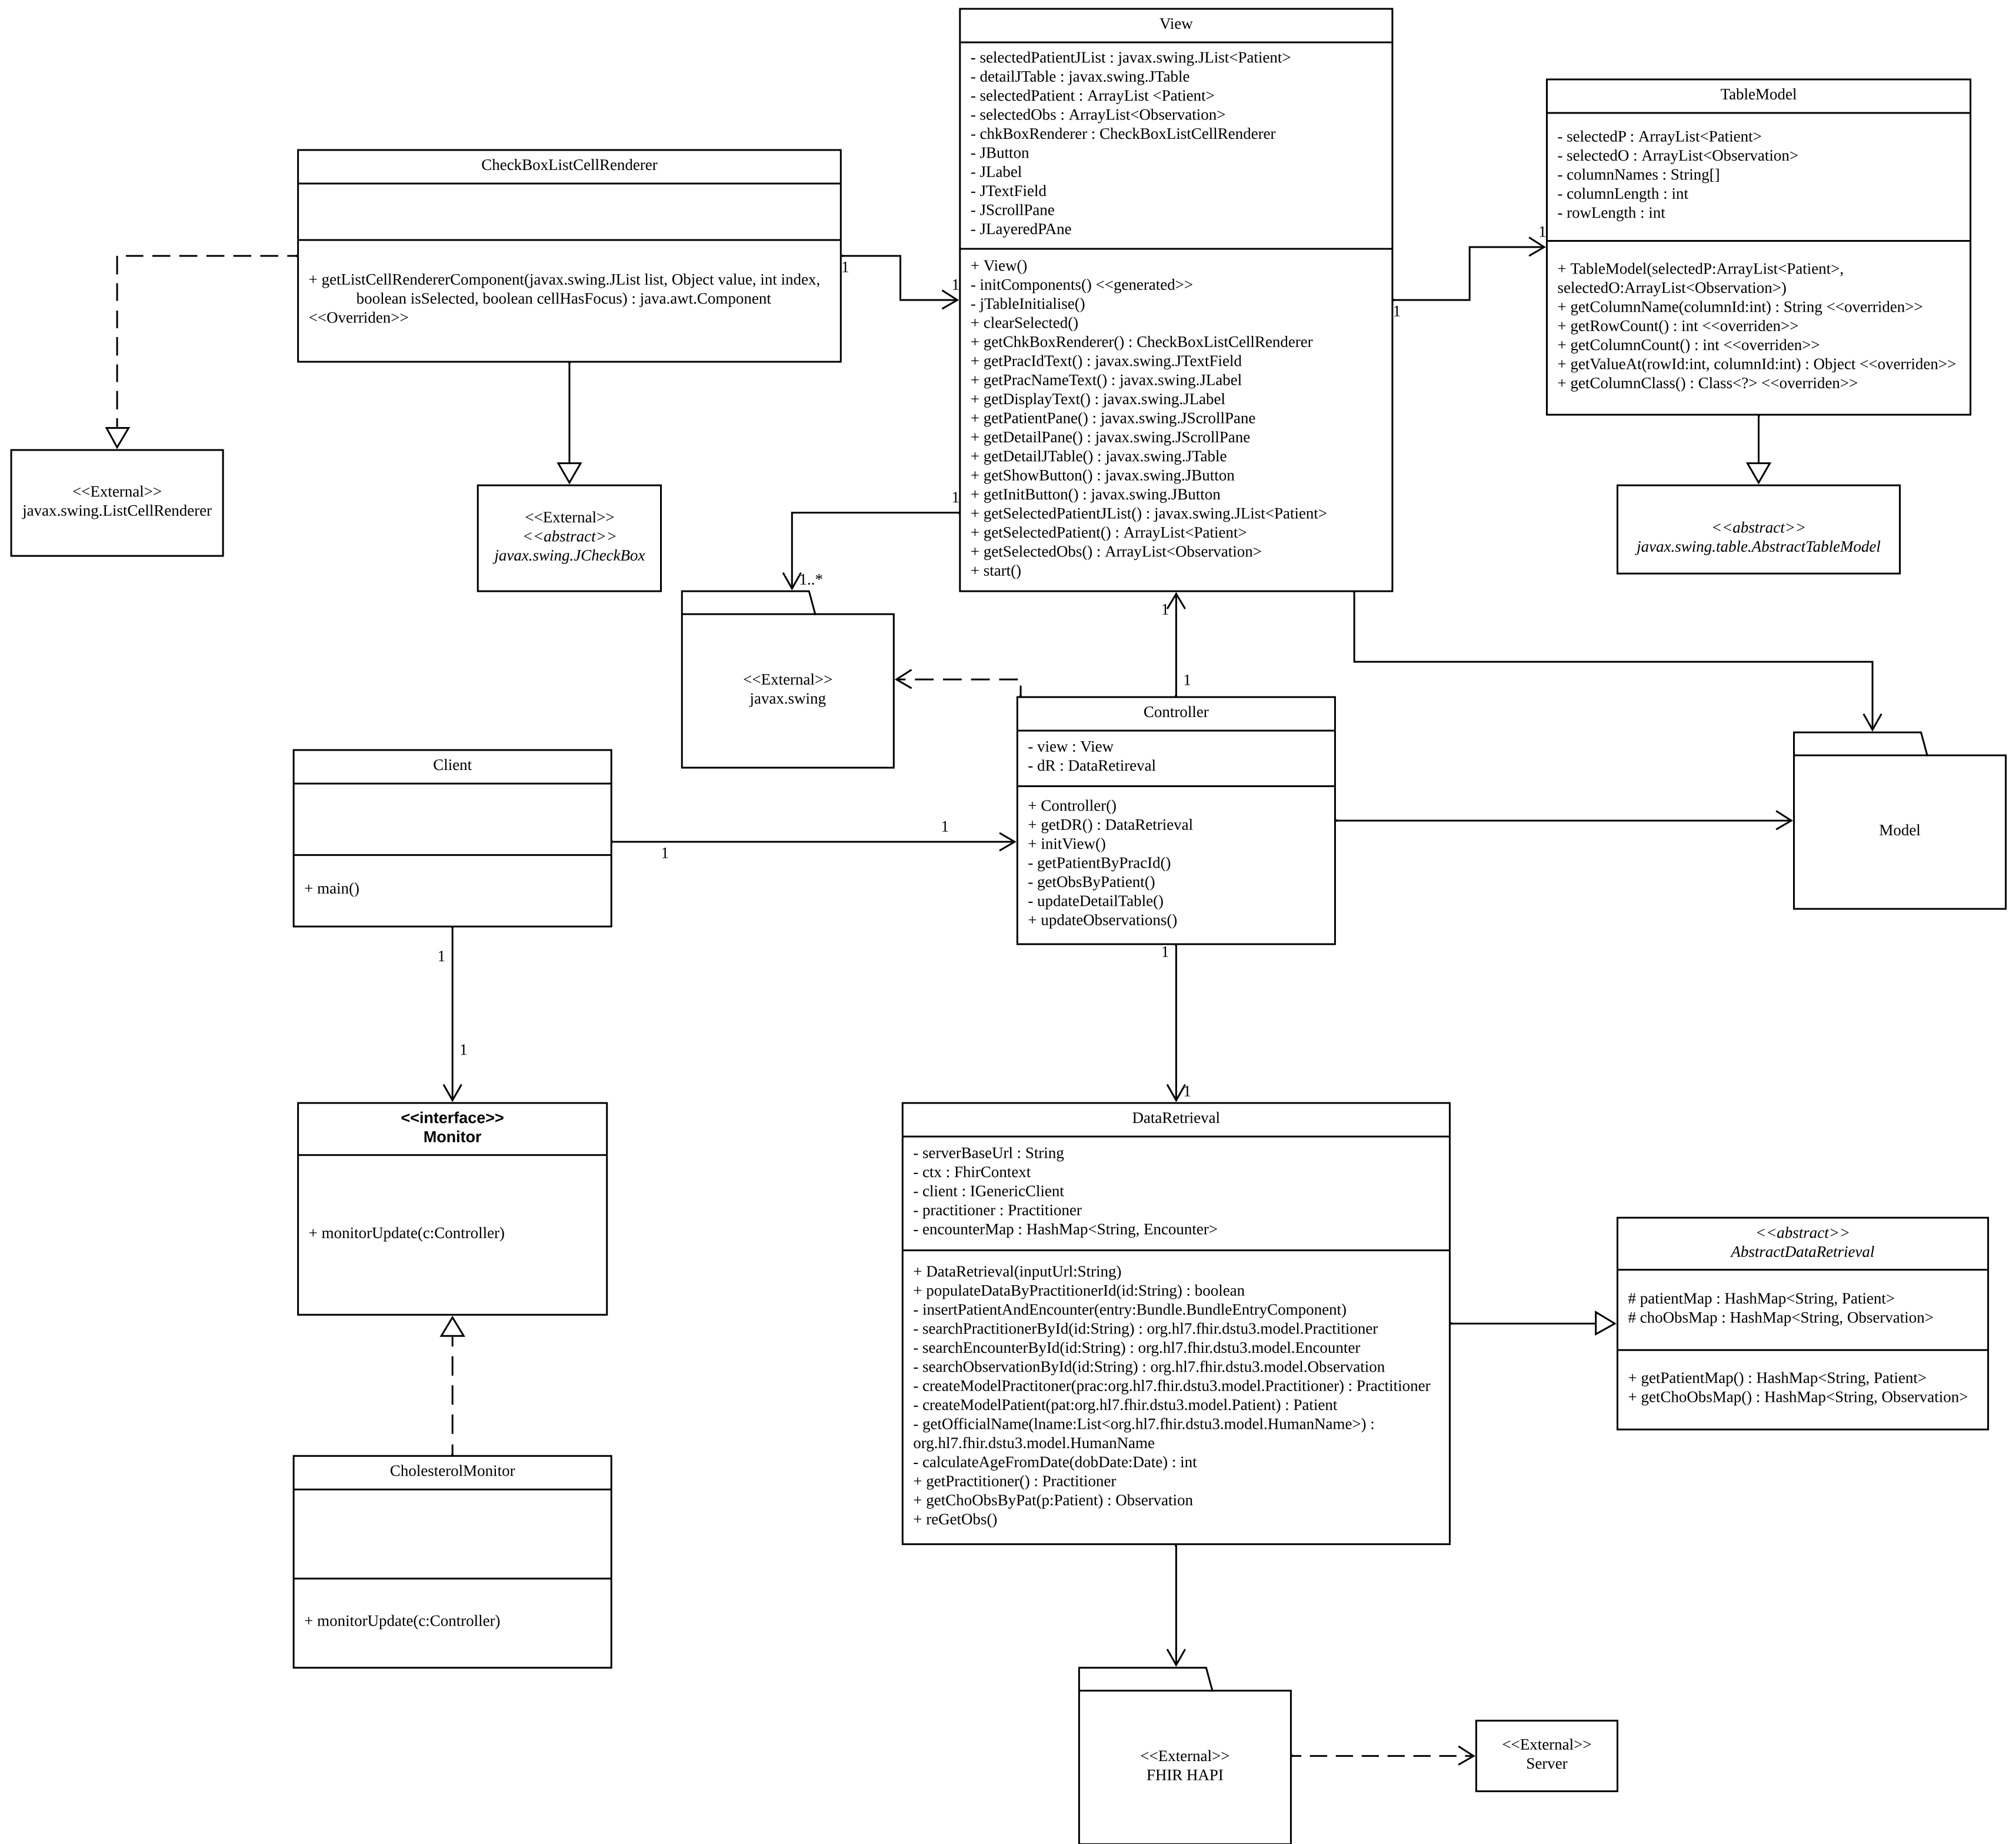 View
- selectedPatientJList : javax.swing.JList<Patient>
- detailJTable : javax.swing.JTable
- selectedPatient : ArrayList <Patient>
- selectedObs : ArrayList<Observation>
- chkBoxRenderer : CheckBoxListCellRenderer
- JButton
- JLabel
- JTextField
- JScrollPane
- JLayeredPAne
+ View()
- initComponents() <<generated>>
- jTableInitialise()
+ clearSelected()
+ getChkBoxRenderer() : CheckBoxListCellRenderer
+ getPracIdText() : javax.swing.JTextField
+ getPracNameText() : javax.swing.JLabel
+ getDisplayText() : javax.swing.JLabel
+ getPatientPane() : javax.swing.JScrollPane
+ getDetailPane() : javax.swing.JScrollPane
+ getDetailJTable() : javax.swing.JTable
+ getShowButton() : javax.swing.JButton
+ getInitButton() : javax.swing.JButton
+ getSelectedPatientJList() : javax.swing.JList<Patient>
+ getSelectedPatient() : ArrayList<Patient>
+ getSelectedObs() : ArrayList<Observation>
+ start()
TableModel
- selectedP : ArrayList<Patient>
- selectedO : ArrayList<Observation>
- columnNames : String[]
- columnLength : int
- rowLength : int
+ TableModel(selectedP:ArrayList<Patient>,
selectedO:ArrayList<Observation>)
+ getColumnName(columnId:int) : String <<overriden>>
+ getRowCount() : int <<overriden>>
+ getColumnCount() : int <<overriden>>
+ getValueAt(rowId:int, columnId:int) : Object <<overriden>>
+ getColumnClass() : Class<?> <<overriden>>
CheckBoxListCellRenderer
+ getListCellRendererComponent(javax.swing.JList list, Object value, int index,
boolean isSelected, boolean cellHasFocus) : java.awt.Component
<<Overriden>>
1
1
1
1
<<External>>
javax.swing.ListCellRenderer
<<External>>
<<abstract>>
javax.swing.JCheckBox
1
1..*
<<abstract>>
javax.swing.table.AbstractTableModel
<<External>>
javax.swing
1
1
Controller
- view : View
- dR : DataRetireval
+ Controller()
+ getDR() : DataRetrieval
+ initView()
- getPatientByPracId()
- getObsByPatient()
- updateDetailTable()
+ updateObservations()
Model
Client
+ main()
1
1
1
1
<<interface>>
Monitor
+ monitorUpdate(c:Controller)
1
1
DataRetrieval
- serverBaseUrl : String
- ctx : FhirContext
- client : IGenericClient
- practitioner : Practitioner
- encounterMap : HashMap<String, Encounter>
+ DataRetrieval(inputUrl:String)
+ populateDataByPractitionerId(id:String) : boolean
- insertPatientAndEncounter(entry:Bundle.BundleEntryComponent)
- searchPractitionerById(id:String) : org.hl7.fhir.dstu3.model.Practitioner
- searchEncounterById(id:String) : org.hl7.fhir.dstu3.model.Encounter
- searchObservationById(id:String) : org.hl7.fhir.dstu3.model.Observation
- createModelPractitoner(prac:org.hl7.fhir.dstu3.model.Practitioner) : Practitioner
- createModelPatient(pat:org.hl7.fhir.dstu3.model.Patient) : Patient
- getOfficialName(lname:List<org.hl7.fhir.dstu3.model.HumanName>) :
org.hl7.fhir.dstu3.model.HumanName
- calculateAgeFromDate(dobDate:Date) : int
+ getPractitioner() : Practitioner
+ getChoObsByPat(p:Patient) : Observation
+ reGetObs()
<<abstract>>
AbstractDataRetrieval
# patientMap : HashMap<String, Patient>
# choObsMap : HashMap<String, Observation>
+ getPatientMap() : HashMap<String, Patient>
+ getChoObsMap() : HashMap<String, Observation>
CholesterolMonitor
+ monitorUpdate(c:Controller)
<<External>>
FHIR HAPI
<<External>>
Server